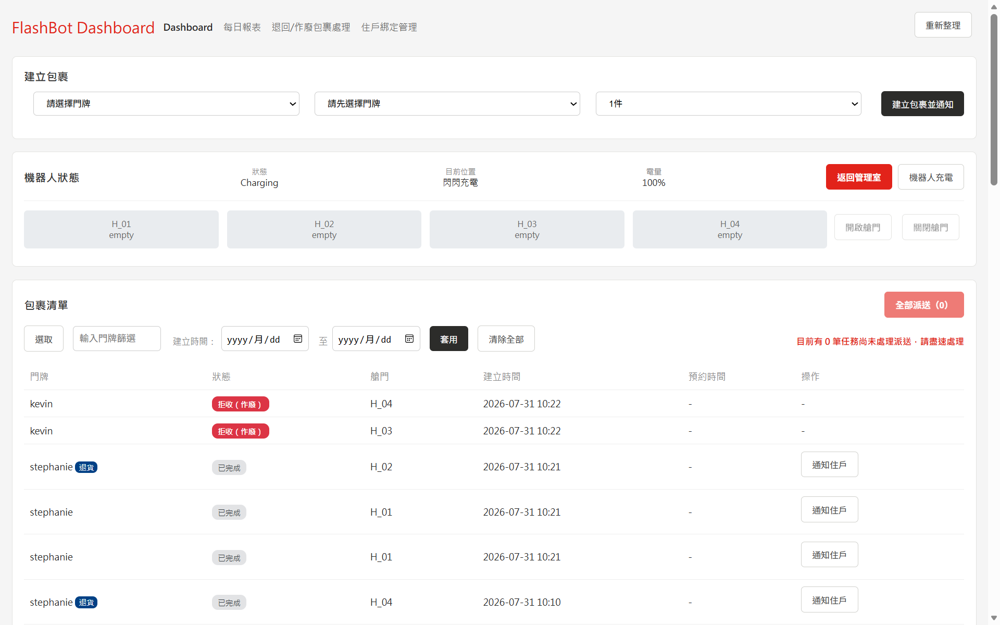 FlashBot Dashboard Dashboard 每日報表 退回/作廢包裹處理 住戶綁定管理 重新整理
建立包裹
請選擇門牌 請先選擇門牌 1件 建立包裹並通知
機器人狀態 狀態 目前位置 電量 返回管理室 機器人充電
Charging 閃閃充電 100%
H_01 H_02 H_03 H_04 開啟艙門 關閉艙門
empty empty empty empty
包裹清單 全部派送（0）
選取 輸入門牌篩選 建立時間： yyyy/月/dd 至 yyyy/月/dd 套用 清除全部 目前有 0 筆任務尚未處理派送，請盡速處理
門牌 狀態 艙門 建立時間 預約時間 操作
kevin 拒收（作廢） H_04 2026-07-31 10:22 - -
kevin 拒收（作廢） H_03 2026-07-31 10:22 - -
stephanie 退貨 已完成 H_02 2026-07-31 10:21 - 通知住戶
stephanie 已完成 H_01 2026-07-31 10:21 - 通知住戶
stephanie 已完成 H_01 2026-07-31 10:21 - 通知住戶
stephanie 退貨 已完成 H_04 2026-07-31 10:10 - 通知住戶